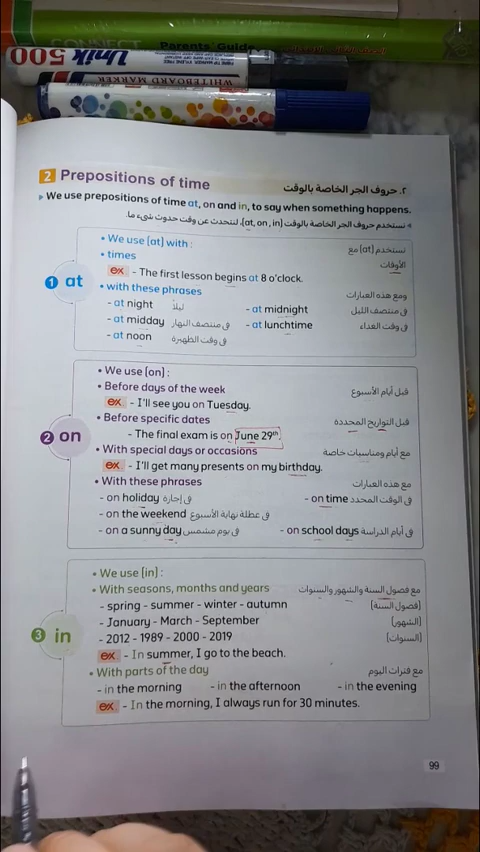 CONNECT Parents' Guide
Unik 500
WHITEBOARD MARKER
2 Prepositions of time
٢. حروف الجر الخاصة بالوقت
▸ We use prepositions of time at, on and in, to say when something happens.
◂ نستخدم حروف الجر الخاصة بالوقت (at, on, in)، لنتحدث عن وقت حدوث شيء ما.
1 at
• We use (at) with :
نستخدم (at) مع
• times
الأوقات
ex - The first lesson begins at 8 o'clock.
• with these phrases
ومع هذه العبارات
- at night ليلاً
- at midnight في منتصف الليل
- at midday في منتصف النهار
- at lunchtime في وقت الغداء
- at noon في وقت الظهيرة
2 on
• We use (on) :
• Before days of the week
قبل أيام الأسبوع
ex. - I'll see you on Tuesday.
• Before specific dates
قبل التواريخ المحددة
- The final exam is on June 29th.
• With special days or occasions
مع أيام ومناسبات خاصة
ex - I'll get many presents on my birthday.
• With these phrases
مع هذه العبارات
- on holiday في إجازة
- on time في الوقت المحدد
- on the weekend في عطلة نهاية الأسبوع
- on a sunny day في يوم مشمس
- on school days في أيام الدراسة
3 in
• We use (in) :
• With seasons, months and years
مع فصول السنة والشهور والسنوات
- spring - summer - winter - autumn
(فصول السنة)
- January - March - September
(الشهور)
- 2012 - 1989 - 2000 - 2019
(السنوات)
ex - In summer, I go to the beach.
• With parts of the day
مع فترات اليوم
- in the morning - in the afternoon - in the evening
ex - In the morning, I always run for 30 minutes.
99